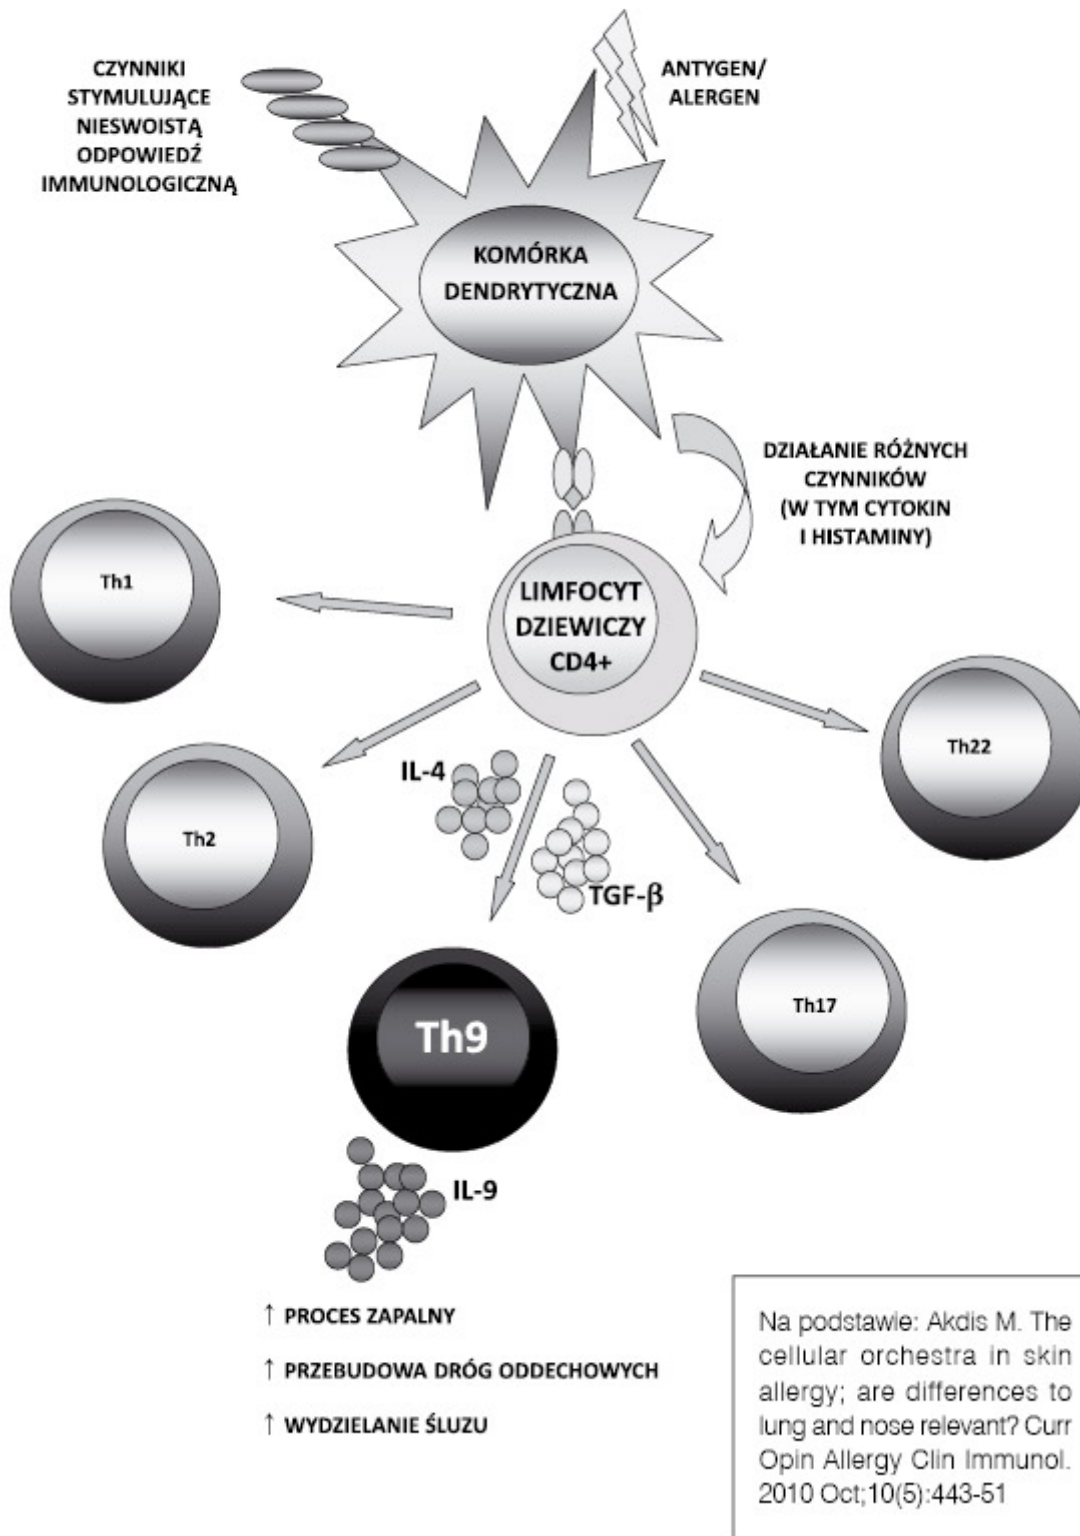 CZYNNIKI
STYMULUJĄCE
NIESWOISTĄ
ODPOWIEDŹ
IMMUNOLOGICZNĄ
ANTYGEN/
ALERGEN
KOMÓRKA
DENDRYTYCZNA
DZIAŁANIE RÓŻNYCH
CZYNNIKÓW
(W TYM CYTOKIN
I HISTAMINY)
LIMFOCYT
DZIEWICZY
CD4+
Th1
Th2
Th22
IL-4
TGF-β
Th17
Th9
IL-9
↑ PROCES ZAPALNY
↑ PRZEBUDOWA DRÓG ODDECHOWYCH
↑ WYDZIELANIE ŚLUZU
Na podstawie: Akdis M. The
cellular orchestra in skin
allergy; are differences to
lung and nose relevant? Curr
Opin Allergy Clin Immunol.
2010 Oct;10(5):443-51